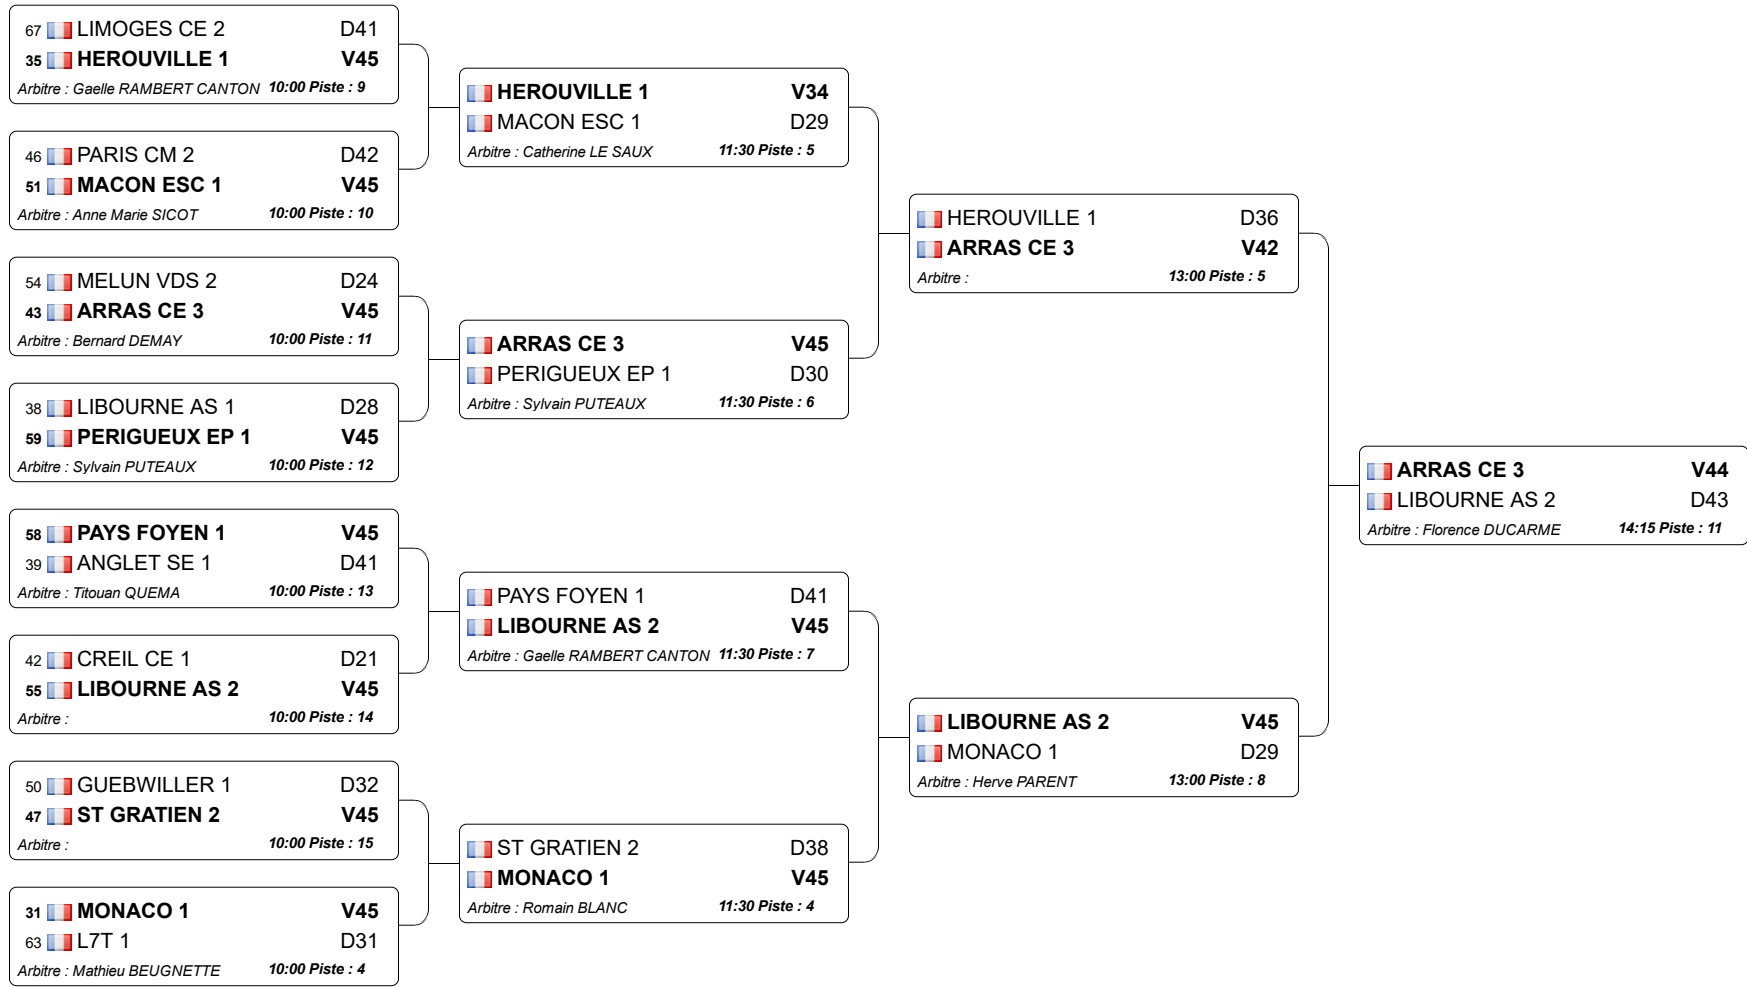 67 LIMOGES CE 2 D41
35 HEROUVILLE 1 V45
Arbitre : Gaelle RAMBERT CANTON 10:00 Piste : 9
46 PARIS CM 2 D42
51 MACON ESC 1 V45
Arbitre : Anne Marie SICOT 10:00 Piste : 10
54 MELUN VDS 2 D24
43 ARRAS CE 3 V45
Arbitre : Bernard DEMAY 10:00 Piste : 11
38 LIBOURNE AS 1 D28
59 PERIGUEUX EP 1 V45
Arbitre : Sylvain PUTEAUX 10:00 Piste : 12
58 PAYS FOYEN 1 V45
39 ANGLET SE 1 D41
Arbitre : Titouan QUEMA 10:00 Piste : 13
42 CREIL CE 1 D21
55 LIBOURNE AS 2 V45
Arbitre : 10:00 Piste : 14
50 GUEBWILLER 1 D32
47 ST GRATIEN 2 V45
Arbitre : 10:00 Piste : 15
31 MONACO 1 V45
63 L7T 1 D31
Arbitre : Mathieu BEUGNETTE 10:00 Piste : 4
HEROUVILLE 1 V34
MACON ESC 1 D29
Arbitre : Catherine LE SAUX 11:30 Piste : 5
ARRAS CE 3 V45
PERIGUEUX EP 1 D30
Arbitre : Sylvain PUTEAUX 11:30 Piste : 6
PAYS FOYEN 1 D41
LIBOURNE AS 2 V45
Arbitre : Gaelle RAMBERT CANTON 11:30 Piste : 7
ST GRATIEN 2 D38
MONACO 1 V45
Arbitre : Romain BLANC 11:30 Piste : 4
HEROUVILLE 1 D36
ARRAS CE 3 V42
Arbitre : 13:00 Piste : 5
LIBOURNE AS 2 V45
MONACO 1 D29
Arbitre : Herve PARENT 13:00 Piste : 8
ARRAS CE 3 V44
LIBOURNE AS 2 D43
Arbitre : Florence DUCARME 14:15 Piste : 11